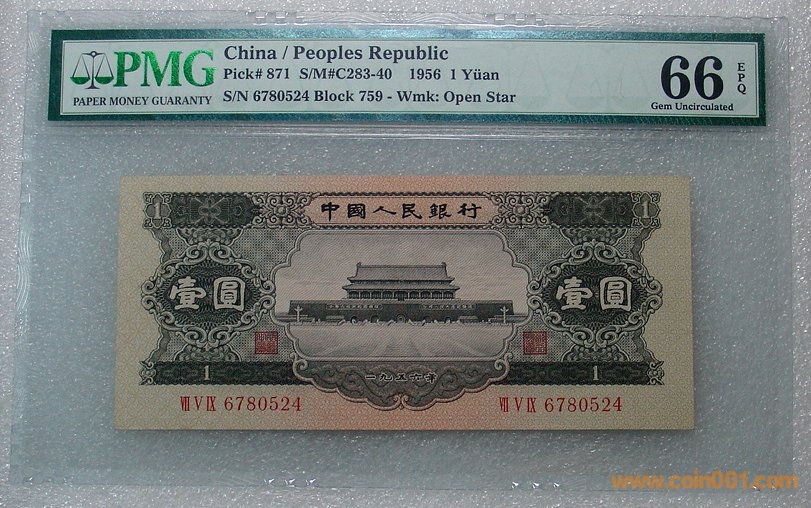 PMG
PAPER MONEY GUARANTY
China / Peoples Republic
Pick# 871 S/M#C283-40 1956 1 Yüan
S/N 6780524 Block 759 - Wmk: Open Star
66 EPQ
Gem Uncirculated
1 中國人民銀行 1
壹圓 壹圓
1 一九五六年 1
Ⅶ Ⅴ Ⅸ 6780524 Ⅶ Ⅴ Ⅸ 6780524
www.coin001.com